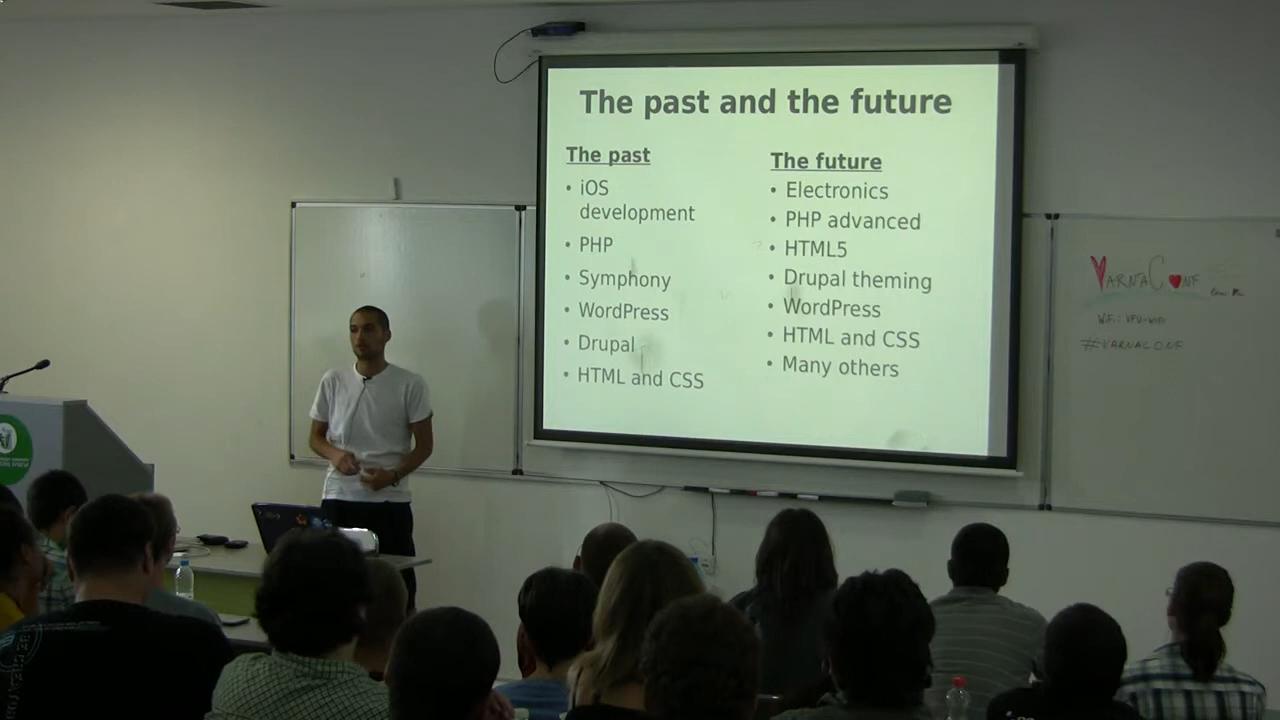 The past and the future
The past
• iOS
development
• PHP
• Symphony
• WordPress
• Drupal
• HTML and CSS
The future
• Electronics
• PHP advanced
• HTML5
• Drupal theming
• WordPress
• HTML and CSS
• Many others
VARNACONF
#VARNACONF